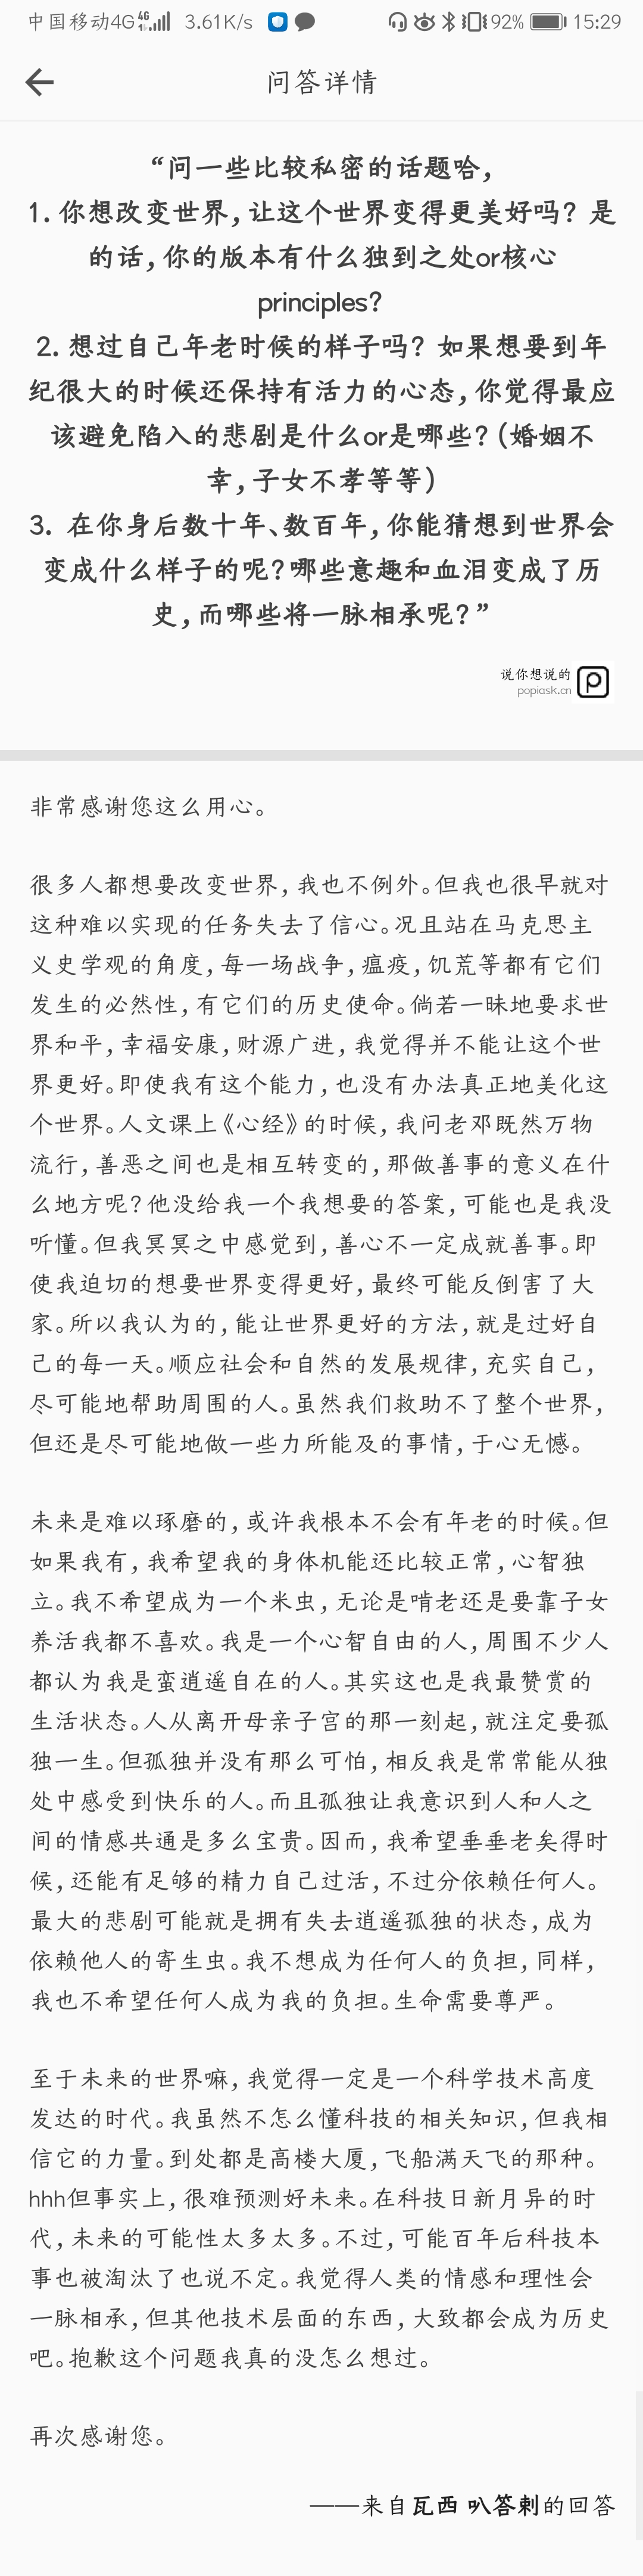 中国移动4G 4G 3.61K/s 92% 15:29
问答详情
“问一些比较私密的话题哈,
1. 你想改变世界,让这个世界变得更美好吗? 是
的话,你的版本有什么独到之处or核心
principles?
2. 想过自己年老时候的样子吗? 如果想要到年
纪很大的时候还保持有活力的心态,你觉得最应
该避免陷入的悲剧是什么or是哪些? (婚姻不
幸,子女不孝等等)
3. 在你身后数十年、数百年,你能猜想到世界会
变成什么样子的呢?哪些意趣和血泪变成了历
史,而哪些将一脉相承呢?”
说你想说的
popiask.cn
非常感谢您这么用心。
很多人都想要改变世界,我也不例外。但我也很早就对
这种难以实现的任务失去了信心。况且站在马克思主
义史学观的角度,每一场战争,瘟疫,饥荒等都有它们
发生的必然性,有它们的历史使命。倘若一昧地要求世
界和平,幸福安康,财源广进,我觉得并不能让这个世
界更好。即使我有这个能力,也没有办法真正地美化这
个世界。人文课上《心经》的时候,我问老邓既然万物
流行,善恶之间也是相互转变的,那做善事的意义在什
么地方呢?他没给我一个我想要的答案,可能也是我没
听懂。但我冥冥之中感觉到,善心不一定成就善事。即
使我迫切的想要世界变得更好,最终可能反倒害了大
家。所以我认为的,能让世界更好的方法,就是过好自
己的每一天。顺应社会和自然的发展规律,充实自己,
尽可能地帮助周围的人。虽然我们救助不了整个世界,
但还是尽可能地做一些力所能及的事情,于心无憾。
未来是难以琢磨的,或许我根本不会有年老的时候。但
如果我有,我希望我的身体机能还比较正常,心智独
立。我不希望成为一个米虫,无论是啃老还是要靠子女
养活我都不喜欢。我是一个心智自由的人,周围不少人
都认为我是蛮逍遥自在的人。其实这也是我最赞赏的
生活状态。人从离开母亲子宫的那一刻起,就注定要孤
独一生。但孤独并没有那么可怕,相反我是常常能从独
处中感受到快乐的人。而且孤独让我意识到人和人之
间的情感共通是多么宝贵。因而,我希望垂垂老矣得时
候,还能有足够的精力自己过活,不过分依赖任何人。
最大的悲剧可能就是拥有失去逍遥孤独的状态,成为
依赖他人的寄生虫。我不想成为任何人的负担,同样,
我也不希望任何人成为我的负担。生命需要尊严。
至于未来的世界嘛,我觉得一定是一个科学技术高度
发达的时代。我虽然不怎么懂科技的相关知识,但我相
信它的力量。到处都是高楼大厦,飞船满天飞的那种。
hhh但事实上,很难预测好未来。在科技日新月异的时
代,未来的可能性太多太多。不过,可能百年后科技本
事也被淘汰了也说不定。我觉得人类的情感和理性会
一脉相承,但其他技术层面的东西,大致都会成为历史
吧。抱歉这个问题我真的没怎么想过。
再次感谢您。
——来自瓦西 叭答剌的回答